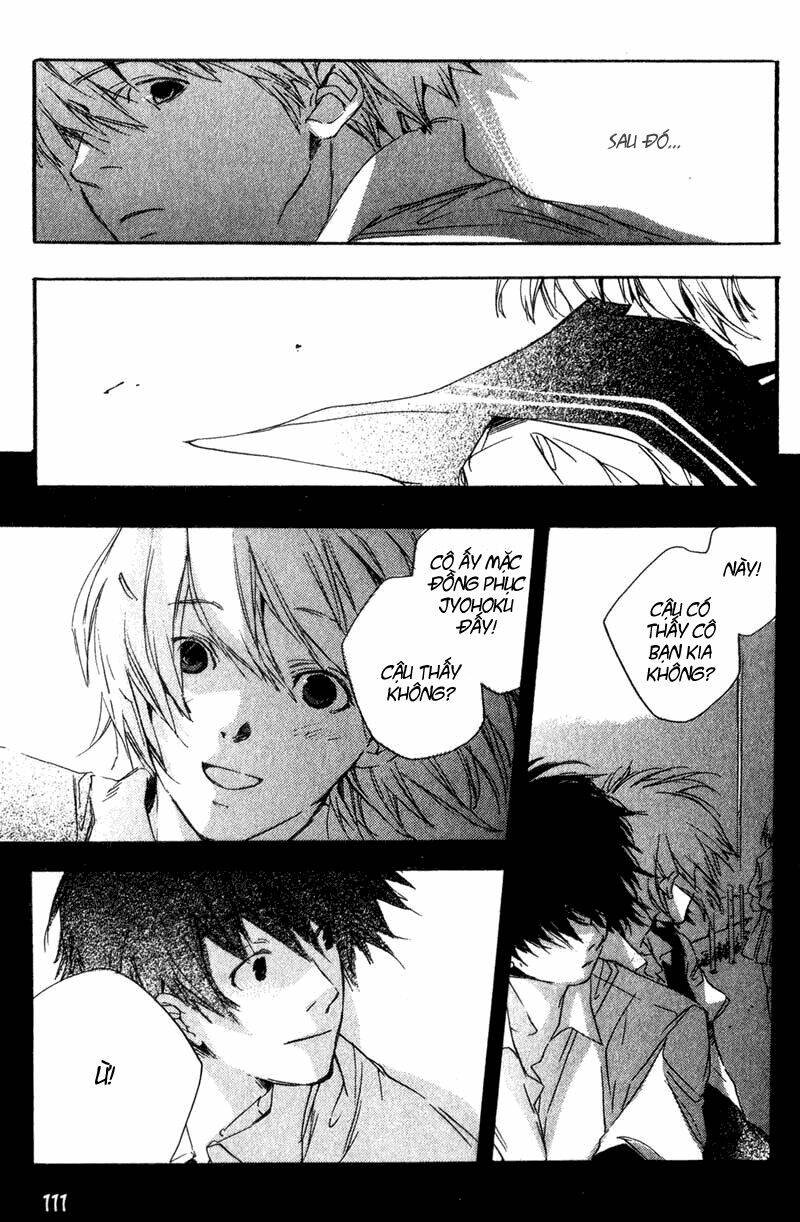 SAU ĐÓ...
NÀY!
CẬU CÓ
THẤY CÔ
BẠN KIA
KHÔNG?
CÔ ẤY MẶC
ĐỒNG PHỤC
JYOHOKU
ĐẤY!
CẬU THẤY
KHÔNG?
Ừ!
111